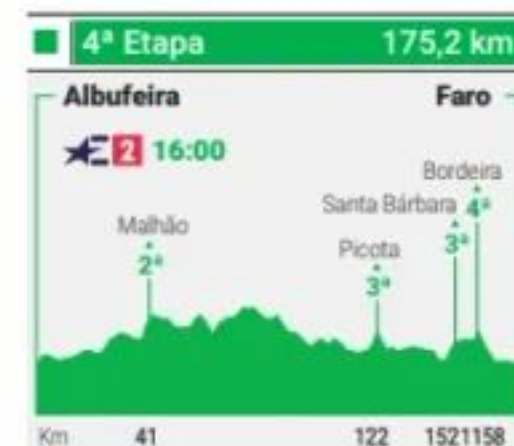 4ª Etapa 175,2 km
Albufeira Faro
E 2 16:00
Bordeira
Santa Bárbara 4ª
Malhão 3ª
2ª Picota
3ª
Km 41 122 1521158